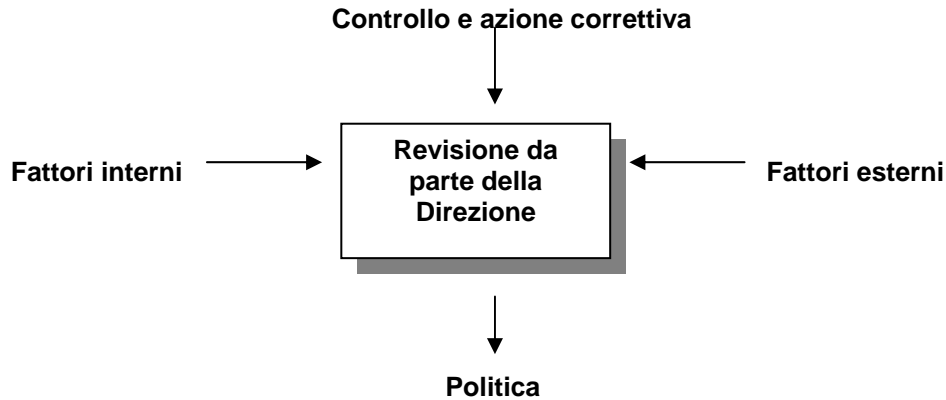 Controllo e azione correttiva
Fattori interni
Revisione da
parte della
Direzione
Fattori esterni
Politica